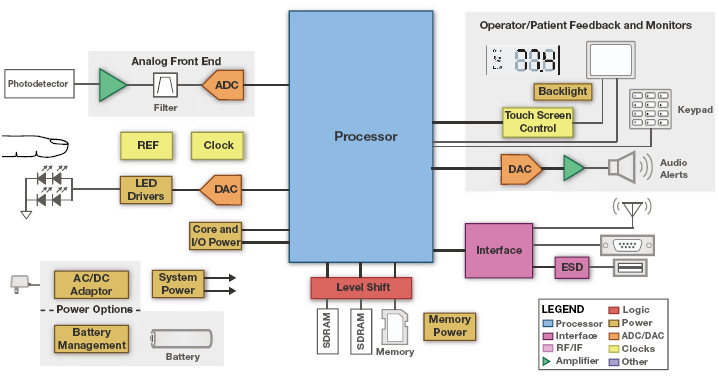 Operator/Patient Feedback and Monitors
Analog Front End
Photodetector
ADC
Filter
Processor
Backlight
Touch Screen
Control
Keypad
REF
Clock
DAC
Audio
Alerts
LED
Drivers
DAC
Core and
I/O Power
Interface
ESD
AC/DC
Adaptor
System
Power
Power Options
Battery
Management
Battery
Level Shift
SDRAM
SDRAM
Memory
Memory
Power
LEGEND
Processor
Interface
RF/IF
Amplifier
Logic
Power
ADC/DAC
Clocks
Other